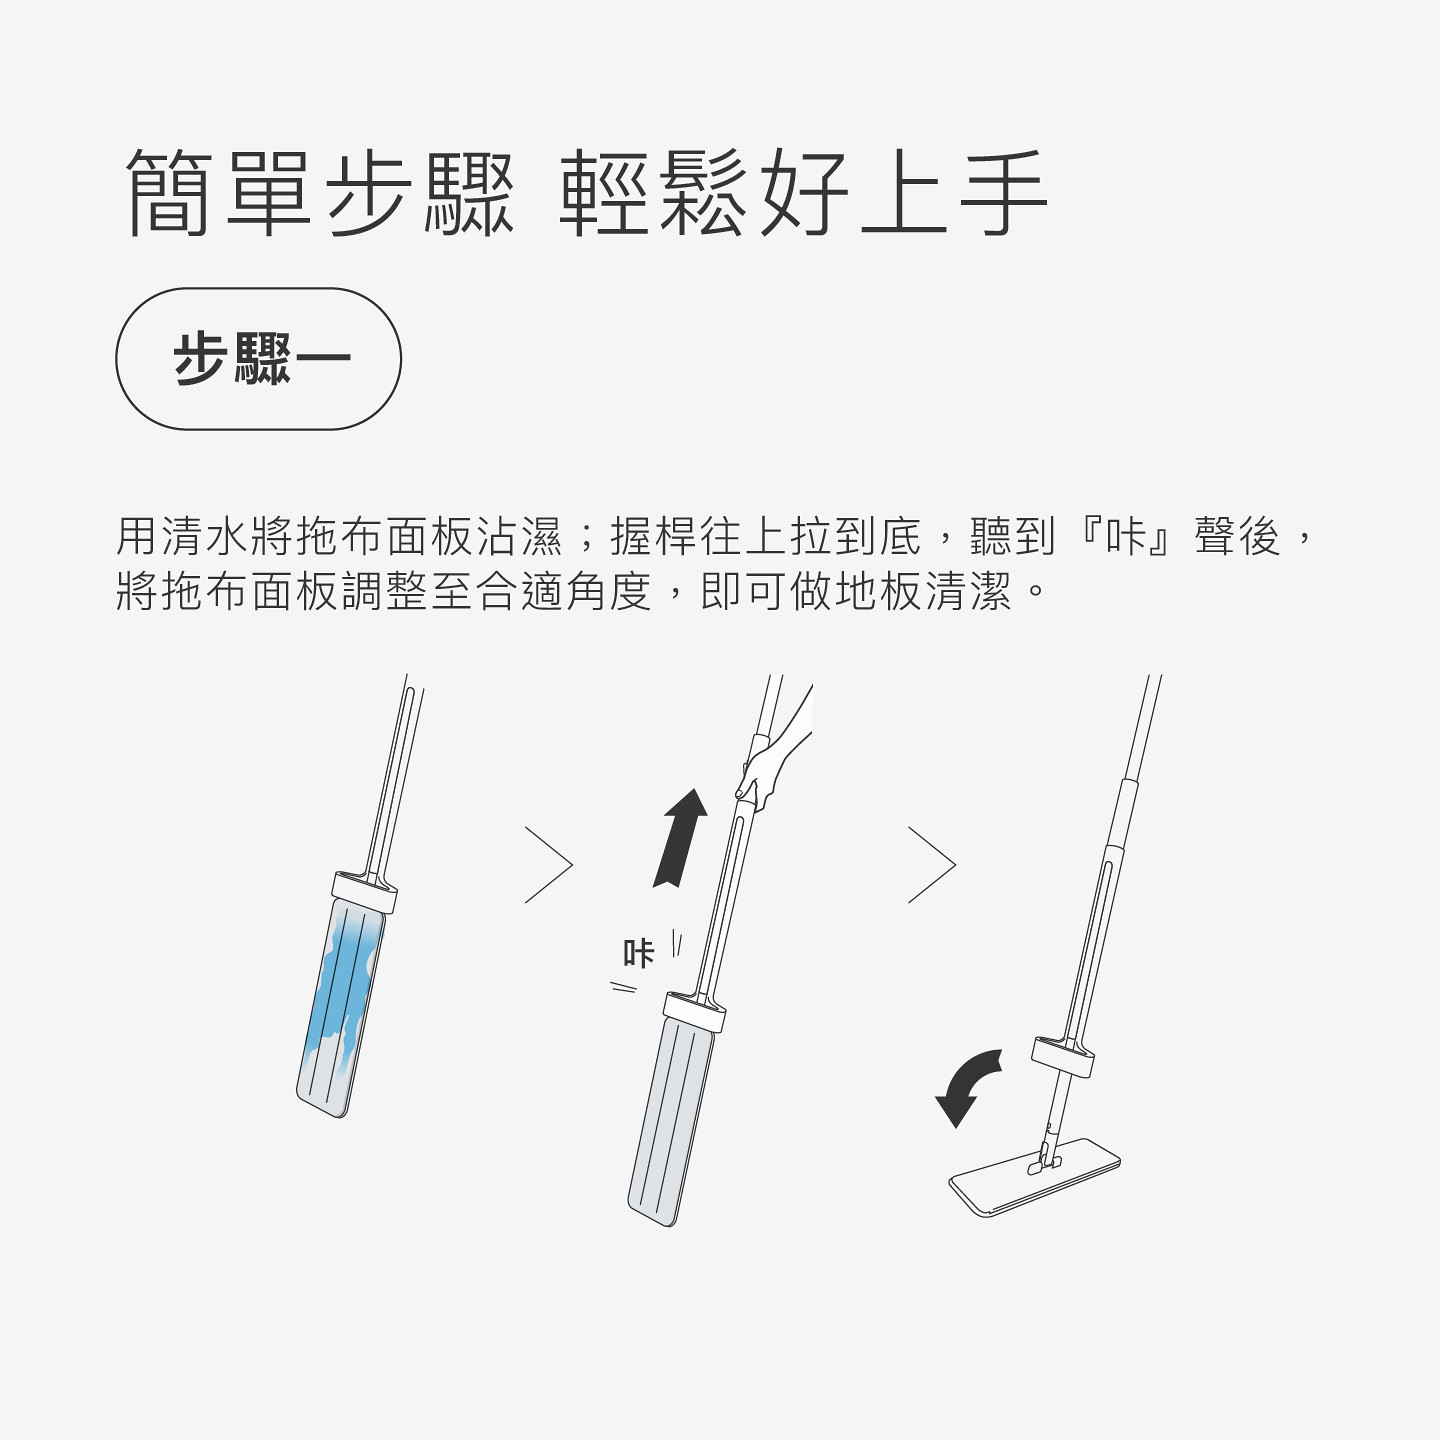 簡單步驟 輕鬆好上手
步驟一
用清水將拖布面板沾濕；握桿往上拉到底，聽到『咔』聲後，
將拖布面板調整至合適角度，即可做地板清潔。
咔